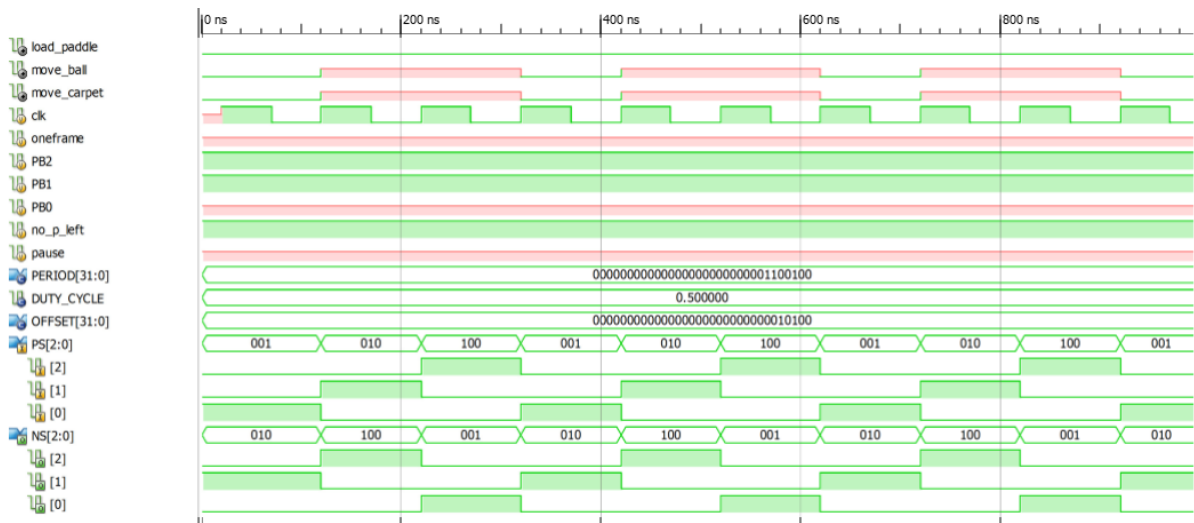 0 ns 200 ns 400 ns 600 ns 800 ns
load_paddle
move_ball
move_carpet
clk
oneframe
PB2
PB1
PB0
no_p_left
pause
PERIOD[31:0] 00000000000000000000000001100100
DUTY_CYCLE 0.500000
OFFSET[31:0] 00000000000000000000000000010100
PS[2:0] 001 010 100 001 010 100 001 010 100 001
[2]
[1]
[0]
NS[2:0] 010 100 001 010 100 001 010 100 001 010
[2]
[1]
[0]